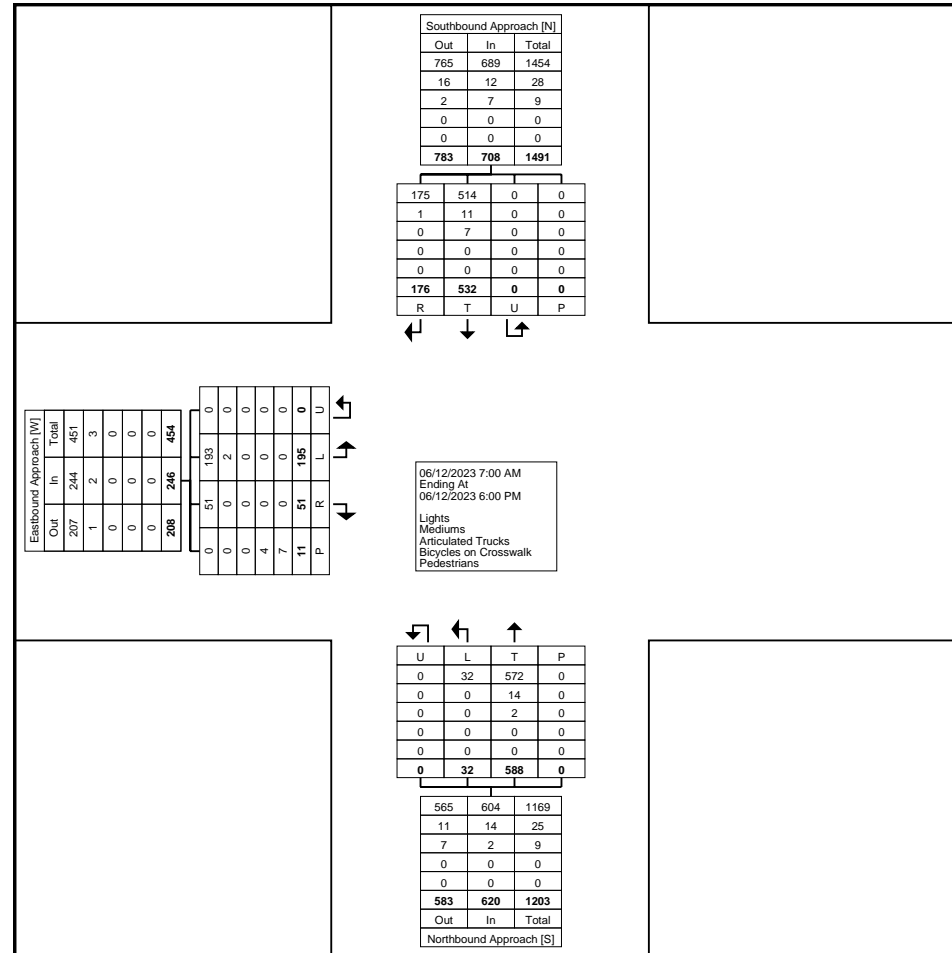 Southbound Approach [N]
Out In Total
765 689 1454
16 12 28
2 7 9
0 0 0
0 0 0
783 708 1491
175 514 0 0
1 11 0 0
0 7 0 0
0 0 0 0
0 0 0 0
176 532 0 0
R T U P
Eastbound Approach [W]
Out In Total
207 244 451
1 2 3
0 0 0
0 0 0
0 0 0
208 246 454
0 51 193 0
0 0 2 0
0 0 0 0
4 0 0 0
7 0 0 0
11 51 195 0
P R L U
06/12/2023 7:00 AM
Ending At
06/12/2023 6:00 PM
Lights
Mediums
Articulated Trucks
Bicycles on Crosswalk
Pedestrians
U L T P
0 32 572 0
0 0 14 0
0 0 2 0
0 0 0 0
0 0 0 0
0 32 588 0
565 604 1169
11 14 25
7 2 9
0 0 0
0 0 0
583 620 1203
Out In Total
Northbound Approach [S]